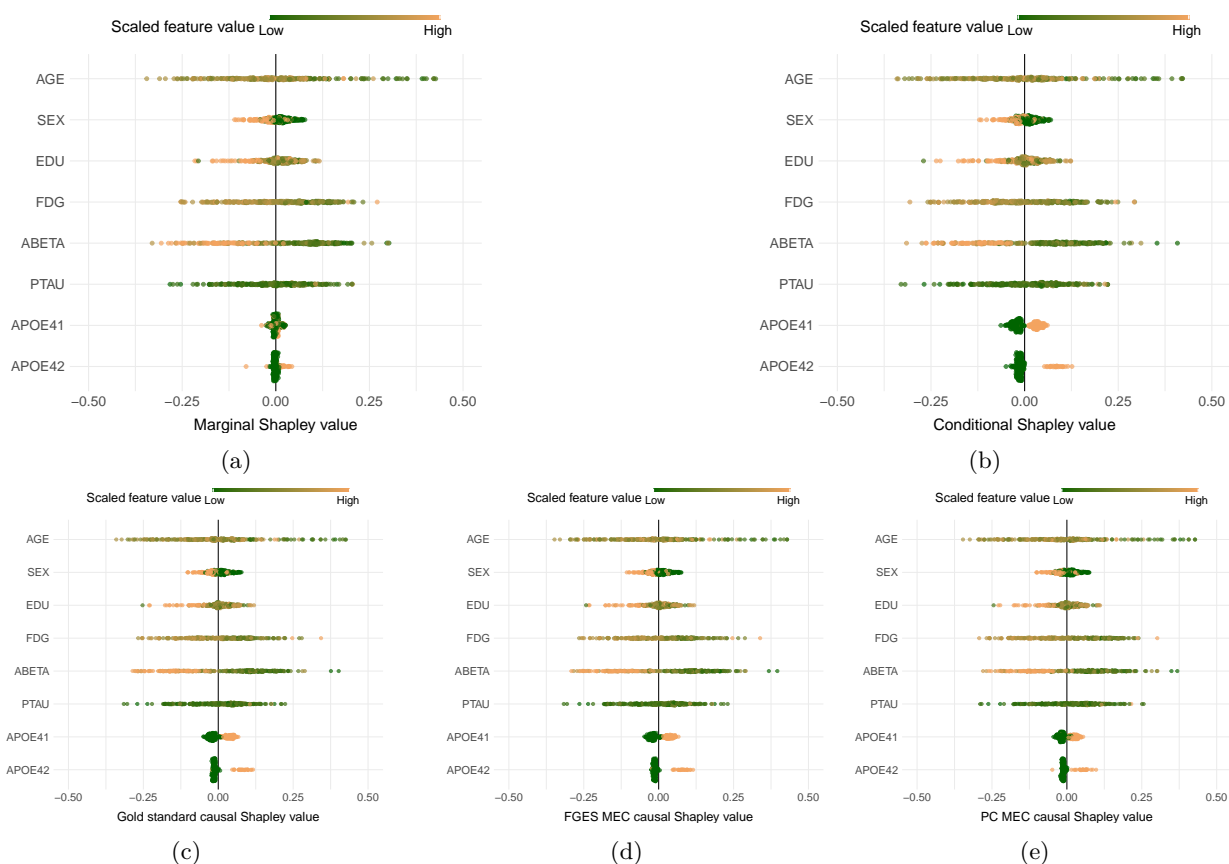 Scaled feature value Low High
AGE
SEX
EDU
FDG
ABETA
PTAU
APOE41
APOE42
−0.50 −0.25 0.00 0.25 0.50
Marginal Shapley value
(a)
Scaled feature value Low High
AGE
SEX
EDU
FDG
ABETA
PTAU
APOE41
APOE42
−0.50 −0.25 0.00 0.25 0.50
Conditional Shapley value
(b)
Scaled feature value Low High
AGE
SEX
EDU
FDG
ABETA
PTAU
APOE41
APOE42
−0.50 −0.25 0.00 0.25 0.50
Gold standard causal Shapley value
(c)
Scaled feature value Low High
AGE
SEX
EDU
FDG
ABETA
PTAU
APOE41
APOE42
−0.50 −0.25 0.00 0.25 0.50
FGES MEC causal Shapley value
(d)
Scaled feature value Low High
AGE
SEX
EDU
FDG
ABETA
PTAU
APOE41
APOE42
−0.50 −0.25 0.00 0.25 0.50
PC MEC causal Shapley value
(e)